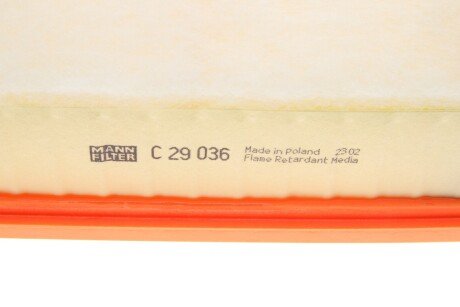 MANN
FILTER
C 29 036
Made in Poland 23:02
Flame Retardant Media